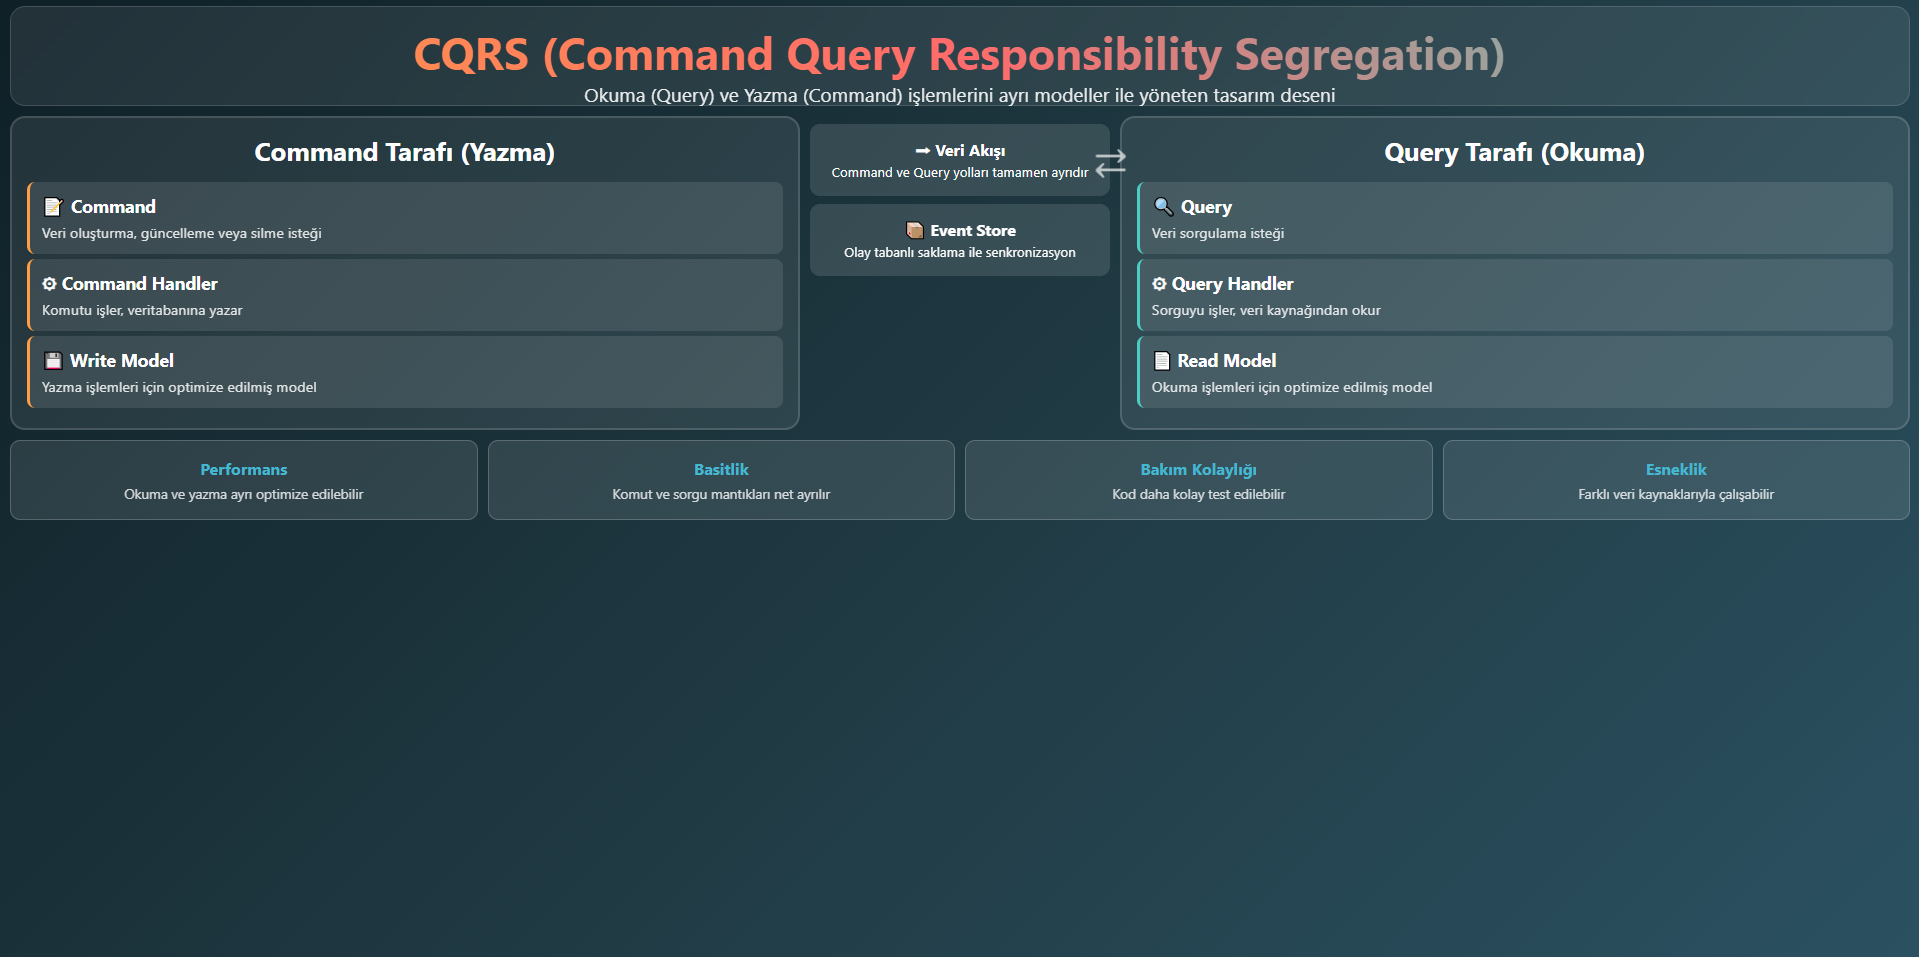 CQRS (Command Query Responsibility Segregation)
Okuma (Query) ve Yazma (Command) işlemlerini ayrı modeller ile yöneten tasarım deseni
Command Tarafı (Yazma)
📝 Command
Veri oluşturma, güncelleme veya silme isteği
⚙ Command Handler
Komutu işler, veritabanına yazar
💾 Write Model
Yazma işlemleri için optimize edilmiş model
➡ Veri Akışı
Command ve Query yolları tamamen ayrıdır
📦 Event Store
Olay tabanlı saklama ile senkronizasyon
⇄
Query Tarafı (Okuma)
🔍 Query
Veri sorgulama isteği
⚙ Query Handler
Sorguyu işler, veri kaynağından okur
📄 Read Model
Okuma işlemleri için optimize edilmiş model
Performans
Okuma ve yazma ayrı optimize edilebilir
Basitlik
Komut ve sorgu mantıkları net ayrılır
Bakım Kolaylığı
Kod daha kolay test edilebilir
Esneklik
Farklı veri kaynaklarıyla çalışabilir